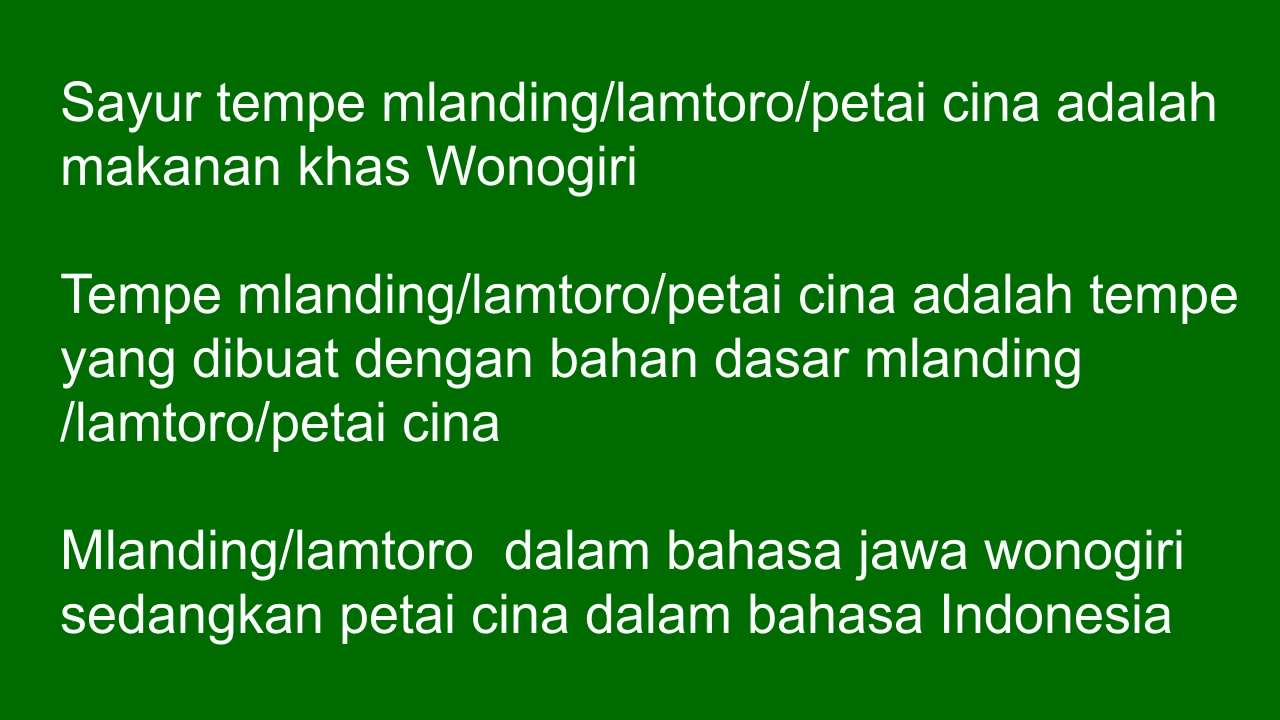 Sayur tempe mlanding/lamtoro/petai cina adalah
makanan khas Wonogiri
Tempe mlanding/lamtoro/petai cina adalah tempe
yang dibuat dengan bahan dasar mlanding
/lamtoro/petai cina
Mlanding/lamtoro  dalam bahasa jawa wonogiri
sedangkan petai cina dalam bahasa Indonesia